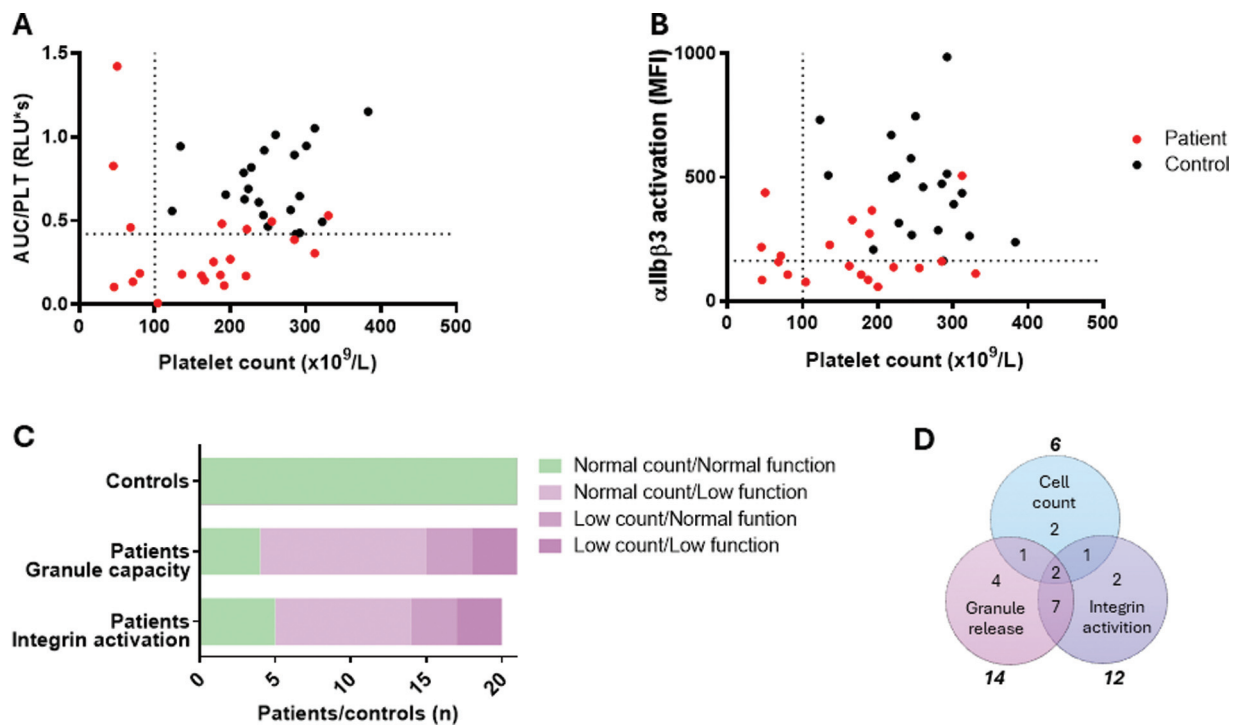 A
AUC/PLT (RLU*s)
1.5
1.0
0.5
0.0
0
100
200
300
400
500
Platelet count (x10⁹/L)
B
αIIbβ3 activation (MFI)
1000
500
0
0
100
200
300
400
500
Platelet count (x10⁹/L)
Patient
Control
C
Controls
Patients
Granule capacity
Patients
Integrin activation
0
5
10
15
20
Patients/controls (n)
Normal count/Normal function
Normal count/Low function
Low count/Normal funtion
Low count/Low function
D
6
Cell
count
2
1
1
2
4
2
7
Granule
release
Integrin
activition
14
12